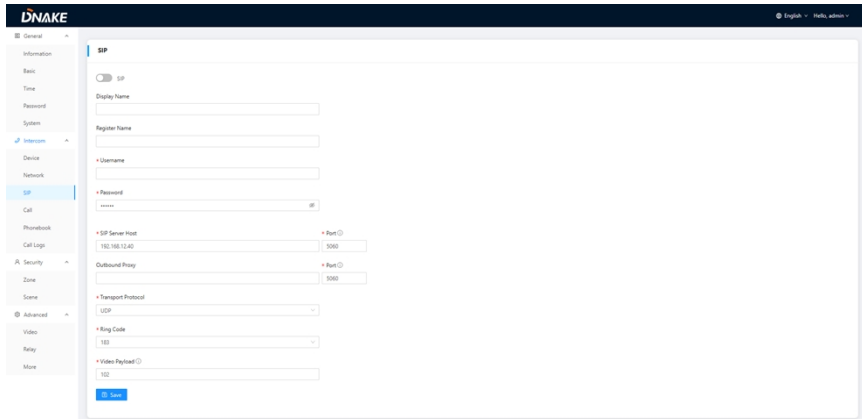 DNAKE
English
Hello, admin
General
Information
Basic
Time
Password
System
Intercom
Device
Network
SIP
Call
Phonebook
Call Logs
Security
Zone
Scene
Advanced
Video
Relay
More
SIP
SIP
Display Name
Register Name
* Username
* Password
••••••
* SIP Server Host
* Port
192.168.12.40
5060
Outbound Proxy
* Port
5060
* Transport Protocol
UDP
* Ring Code
183
* Video Payload
102
Save